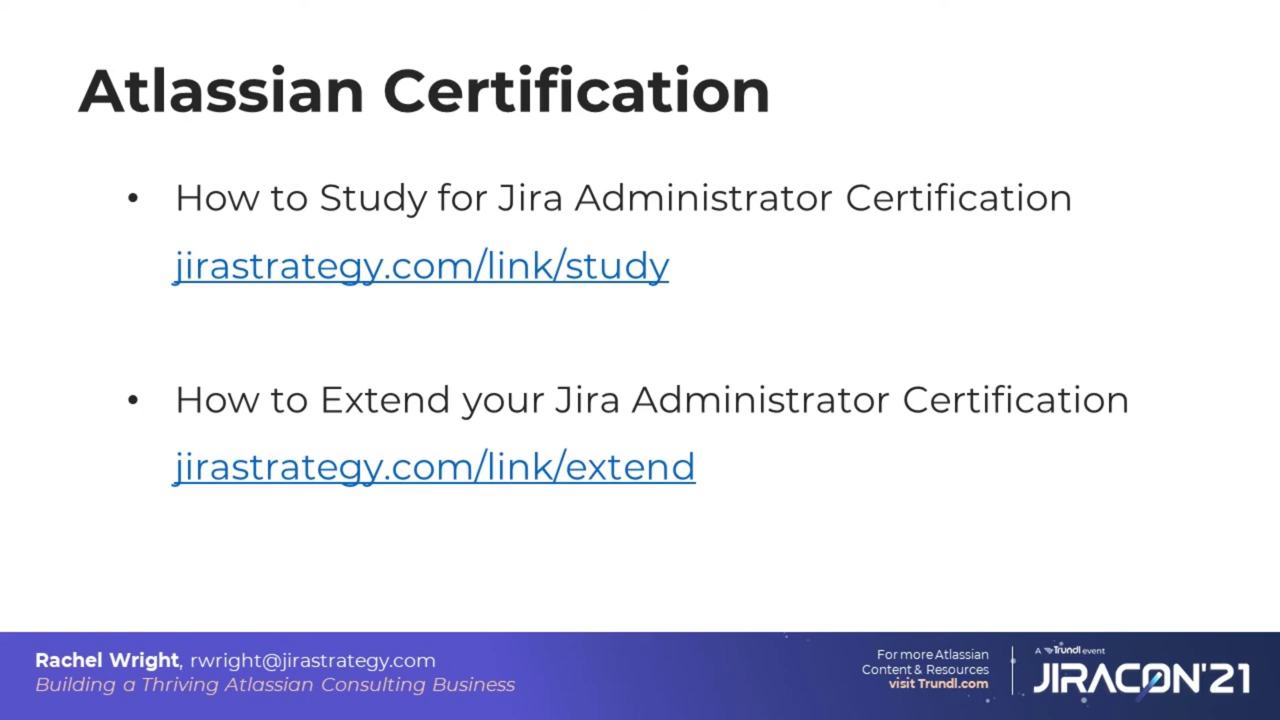 Atlassian Certification
• How to Study for Jira Administrator Certification
jirastrategy.com/link/study
• How to Extend your Jira Administrator Certification
jirastrategy.com/link/extend
Rachel Wright, rwright@jirastrategy.com
Building a Thriving Atlassian Consulting Business
For more Atlassian
Content & Resources
visit Trundl.com
A Trundl event
JIRACON'21